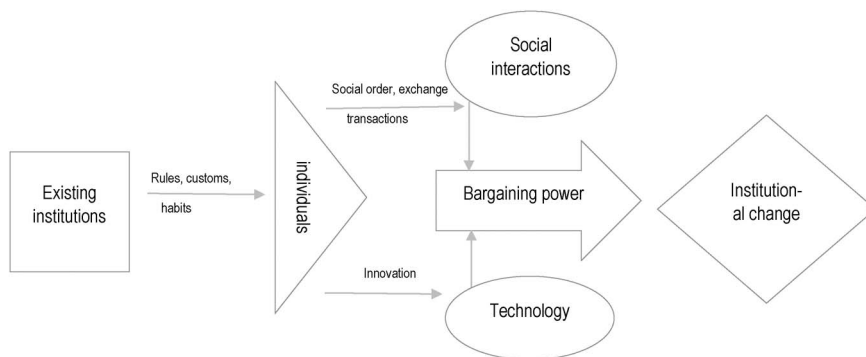 Existing
institutions
Rules, customs,
habits
individuals
Social order, exchange
transactions
Innovation
Social
interactions
Bargaining power
Technology
Institution-
al change